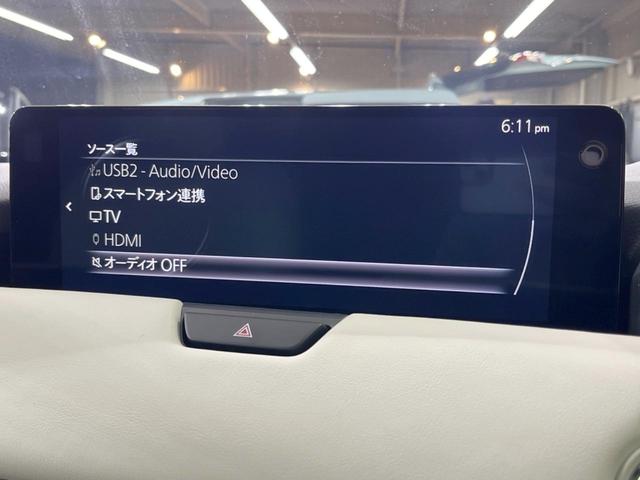 6:11pm
ソース一覧
USB2 - Audio/Video
スマートフォン連携
TV
HDMI
オーディオ OFF